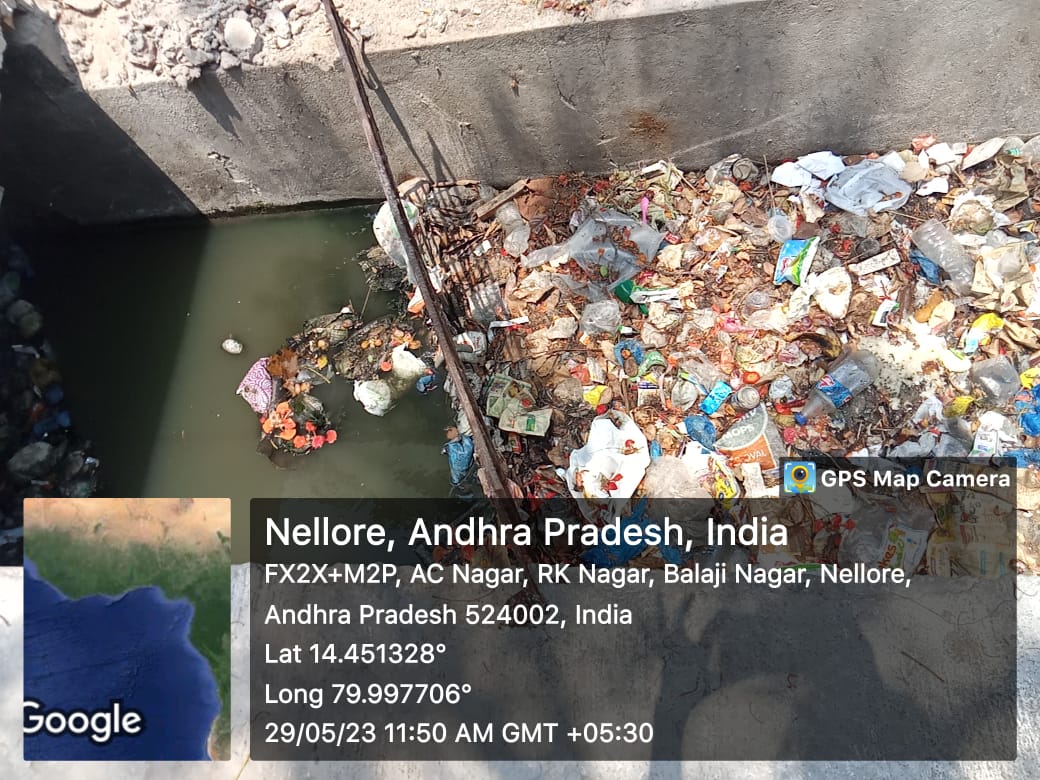 GPS Map Camera
Nellore, Andhra Pradesh, India
FX2X+M2P, AC Nagar, RK Nagar, Balaji Nagar, Nellore,
Andhra Pradesh 524002, India
Lat 14.451328°
Long 79.997706°
29/05/23 11:50 AM GMT +05:30
Google